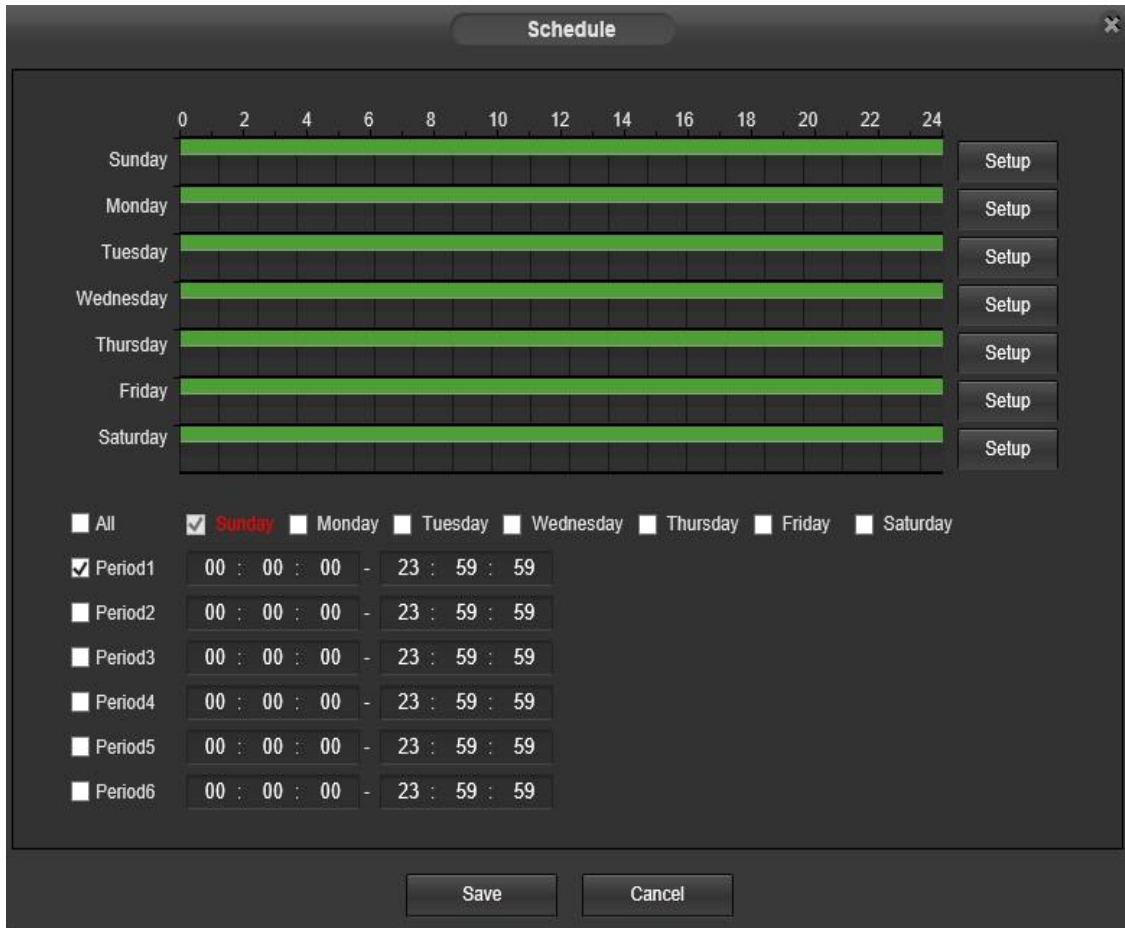 Schedule
0 2 4 6 8 10 12 14 16 18 20 22 24
Sunday Setup
Monday Setup
Tuesday Setup
Wednesday Setup
Thursday Setup
Friday Setup
Saturday Setup
All Sunday Monday Tuesday Wednesday Thursday Friday Saturday
Period1 00 : 00 : 00 - 23 : 59 : 59
Period2 00 : 00 : 00 - 23 : 59 : 59
Period3 00 : 00 : 00 - 23 : 59 : 59
Period4 00 : 00 : 00 - 23 : 59 : 59
Period5 00 : 00 : 00 - 23 : 59 : 59
Period6 00 : 00 : 00 - 23 : 59 : 59
Save Cancel